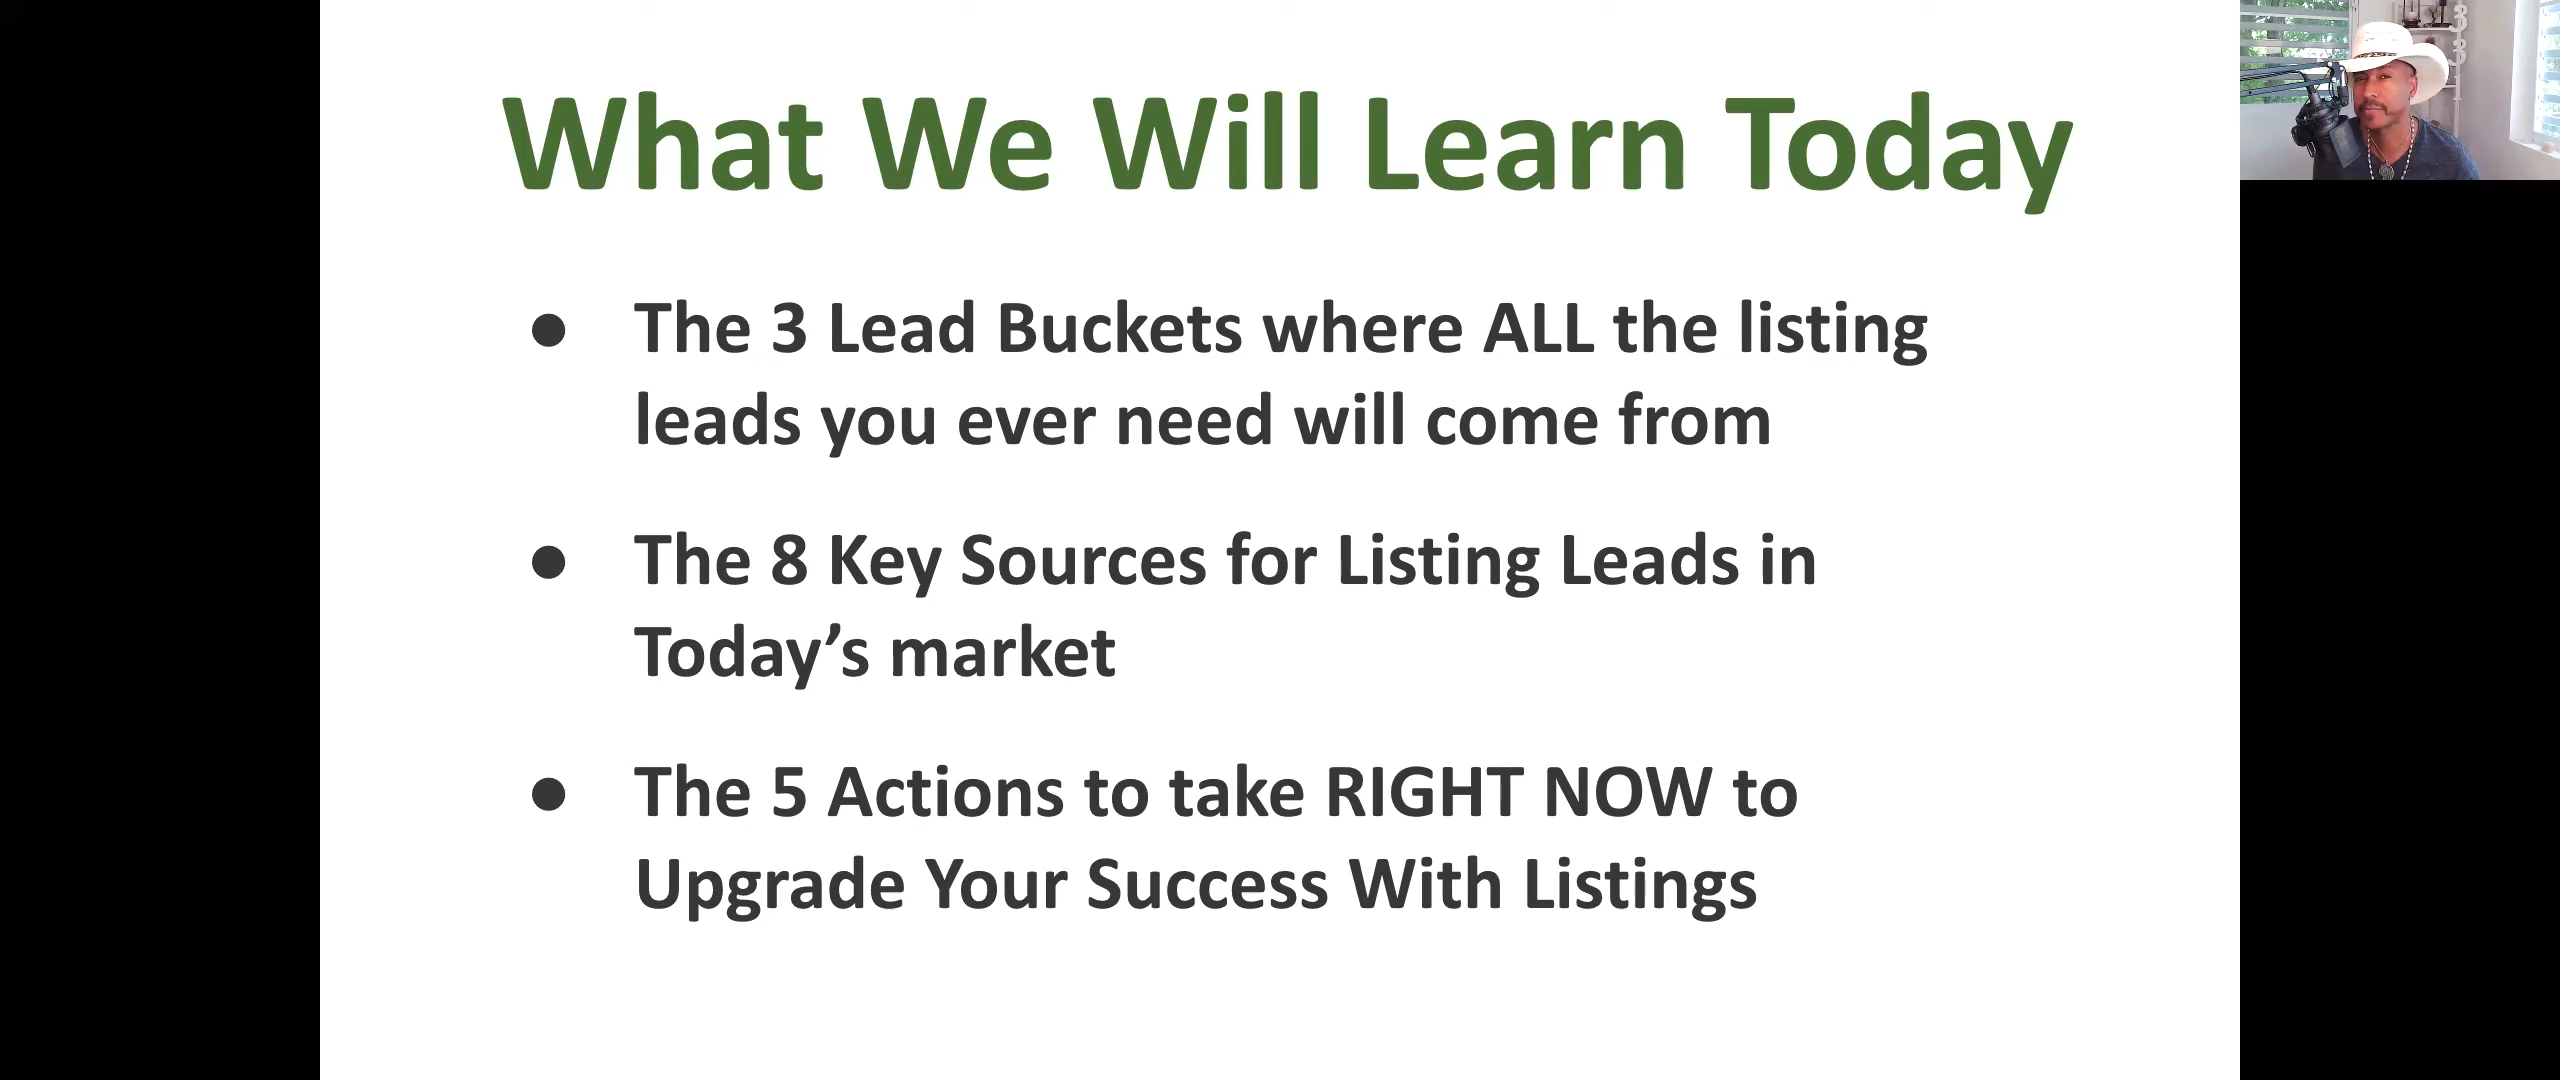 What We Will Learn Today
● The 3 Lead Buckets where ALL the listing
leads you ever need will come from
● The 8 Key Sources for Listing Leads in
Today’s market
● The 5 Actions to take RIGHT NOW to
Upgrade Your Success With Listings